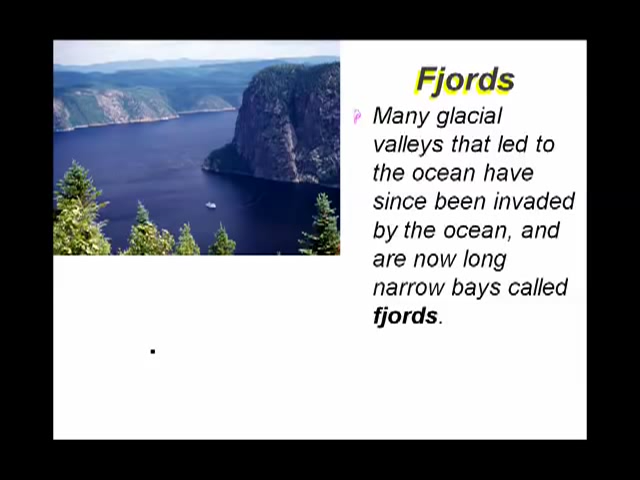 Fjords
Many glacial
valleys that led to
the ocean have
since been invaded
by the ocean, and
are now long
narrow bays called
fjords.